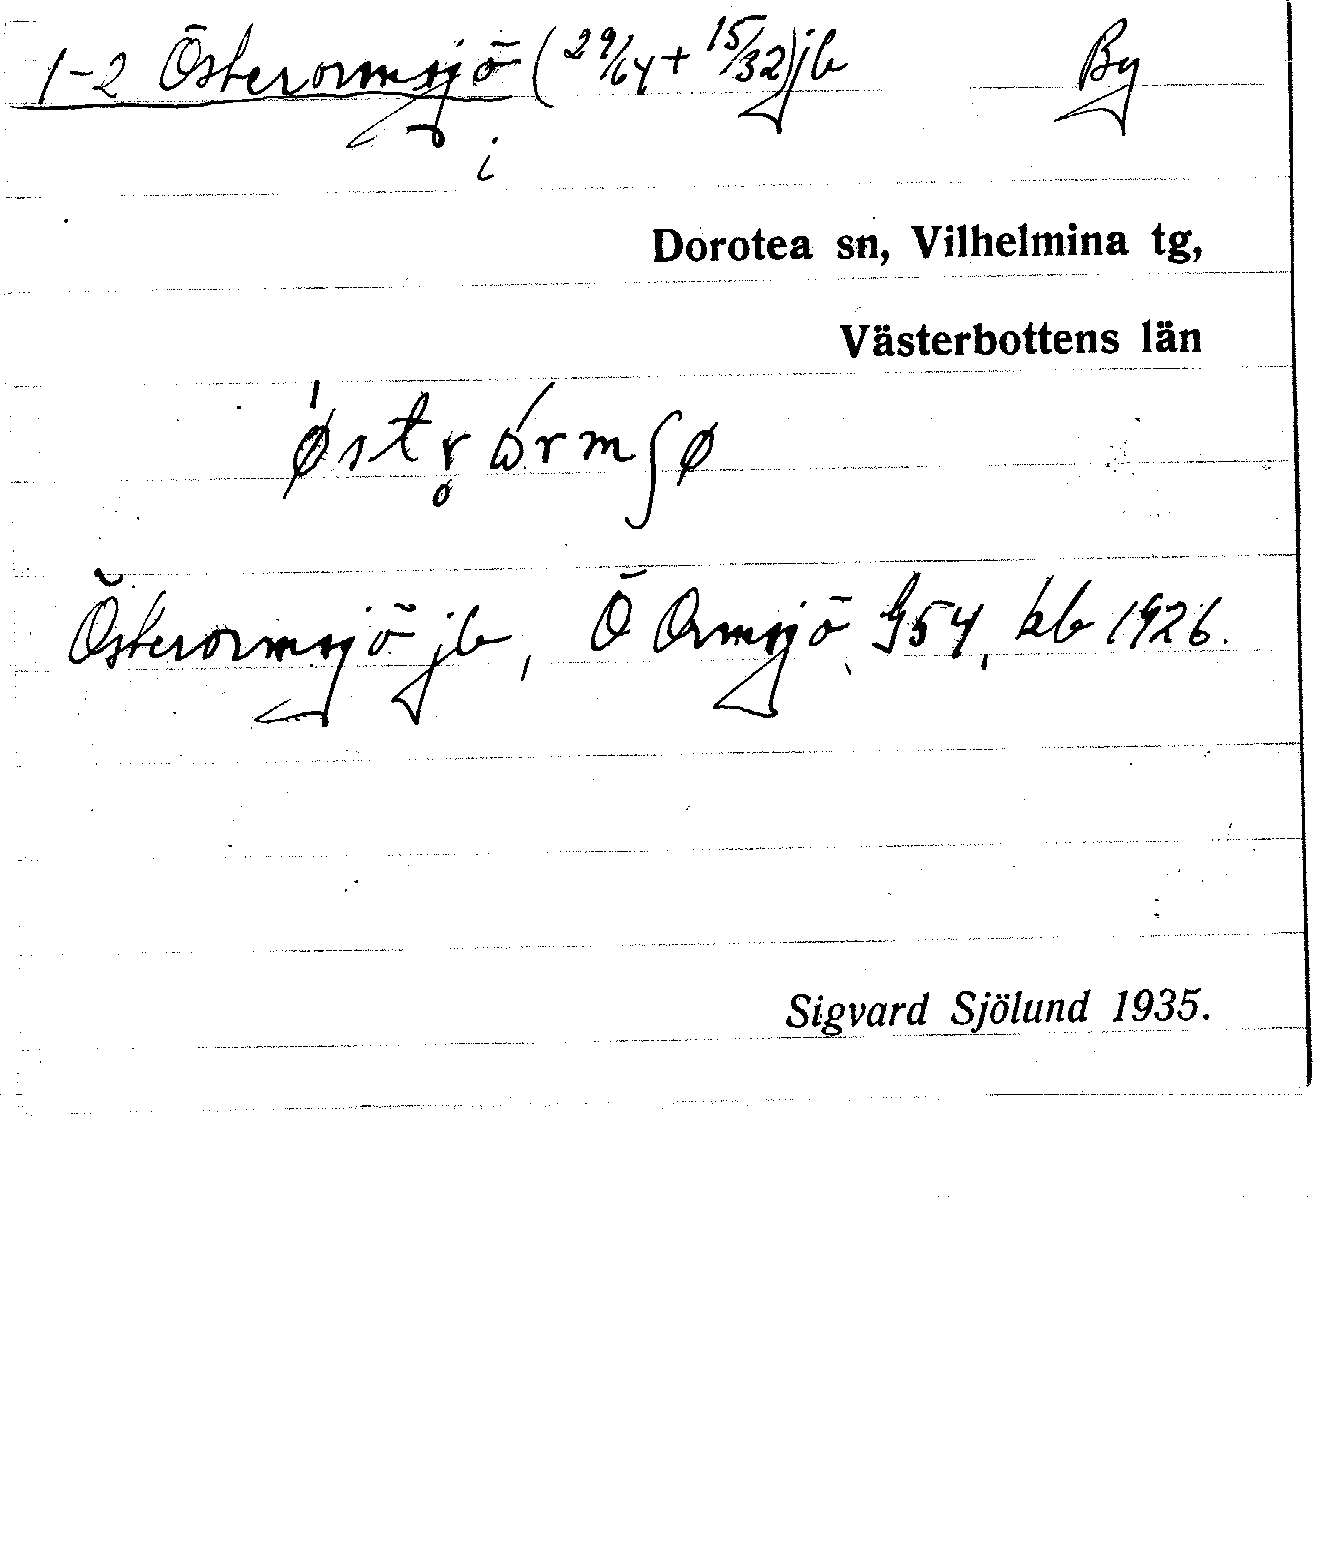 1-2 Österormsjö (29/64 + 15/32) jb By
i
Dorotea sn, Vilhelmina tg,
Västerbottens län
Österormsjö jb, Ö Ormsjö G54, kb 1926.
Sigvard Sjölund 1935.